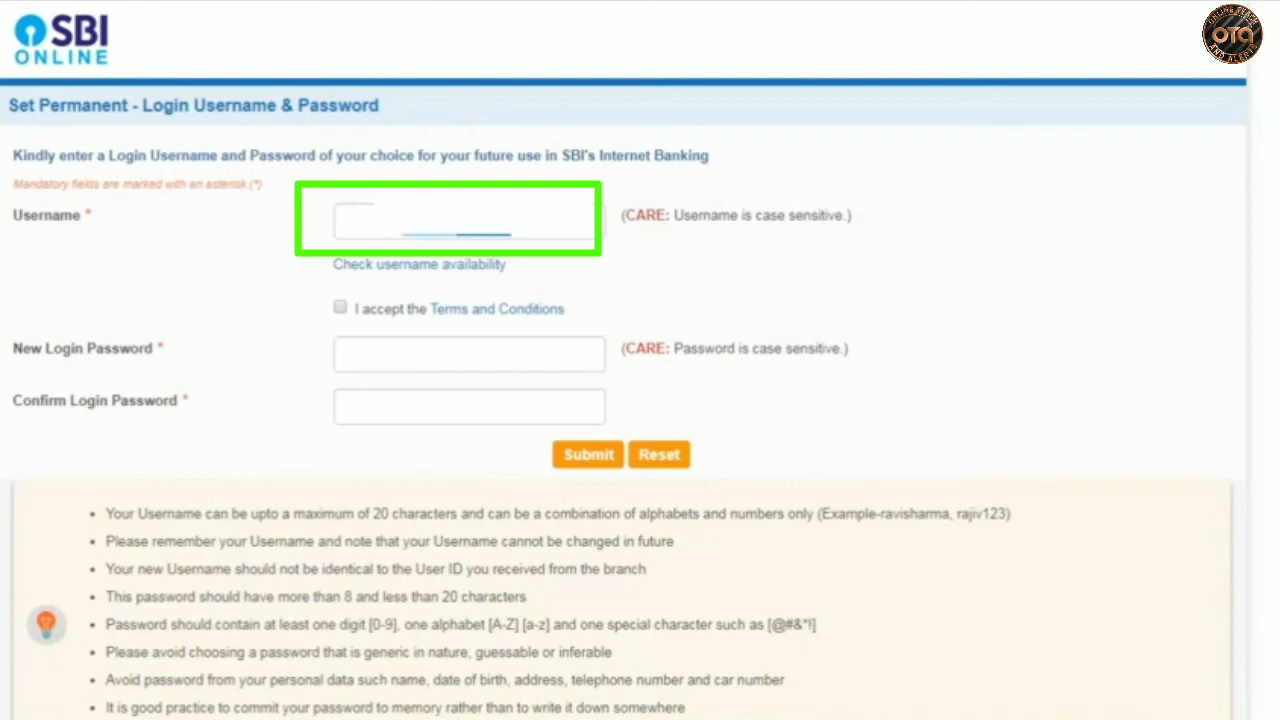 SBI
ONLINE
ONLINE TEACH
OTA
AND ALERTS
Set Permanent - Login Username & Password
Kindly enter a Login Username and Password of your choice for your future use in SBI's Internet Banking
Mandatory fields are marked with an asterisk (*)
Username * (CARE: Username is case sensitive.)
Check username availability
I accept the Terms and Conditions
New Login Password * (CARE: Password is case sensitive.)
Confirm Login Password *
Submit Reset
• Your Username can be upto a maximum of 20 characters and can be a combination of alphabets and numbers only (Example-ravisharma, rajiv123)
• Please remember your Username and note that your Username cannot be changed in future
• Your new Username should not be identical to the User ID you received from the branch
• This password should have more than 8 and less than 20 characters
• Password should contain at least one digit [0-9], one alphabet [A-Z] [a-z] and one special character such as [@#&*!]
• Please avoid choosing a password that is generic in nature, guessable or inferable
• Avoid password from your personal data such name, date of birth, address, telephone number and car number
• It is good practice to commit your password to memory rather than to write it down somewhere